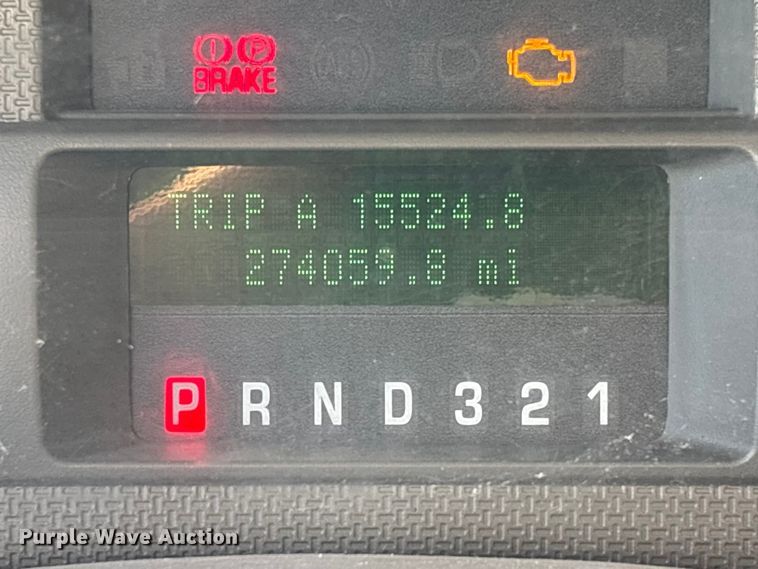 ! P
BRAKE
TRIP A 15524.8
274059.8 mi
P R N D 3 2 1
Purple Wave Auction